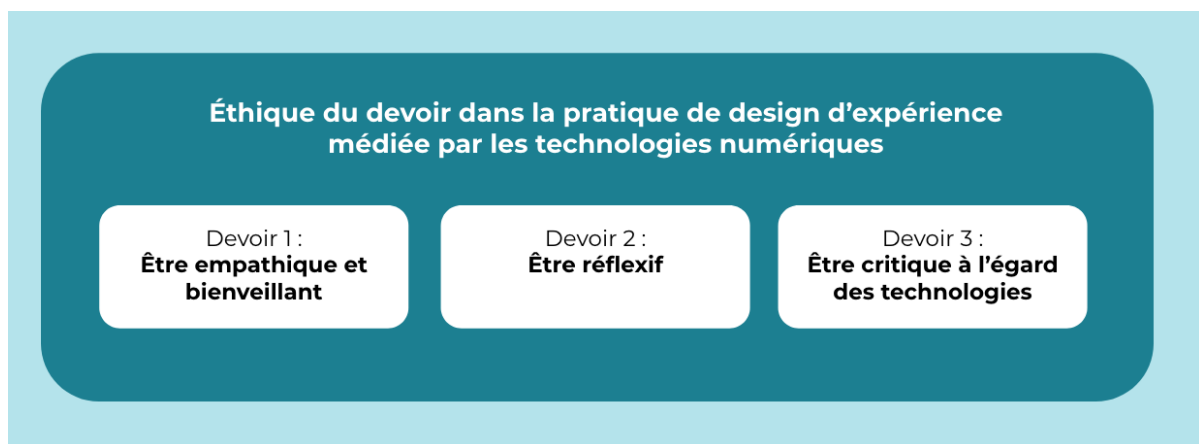 Éthique du devoir dans la pratique de design d’expérience
médiée par les technologies numériques
Devoir 1 :
Être empathique et
bienveillant
Devoir 2 :
Être réflexif
Devoir 3 :
Être critique à l’égard
des technologies